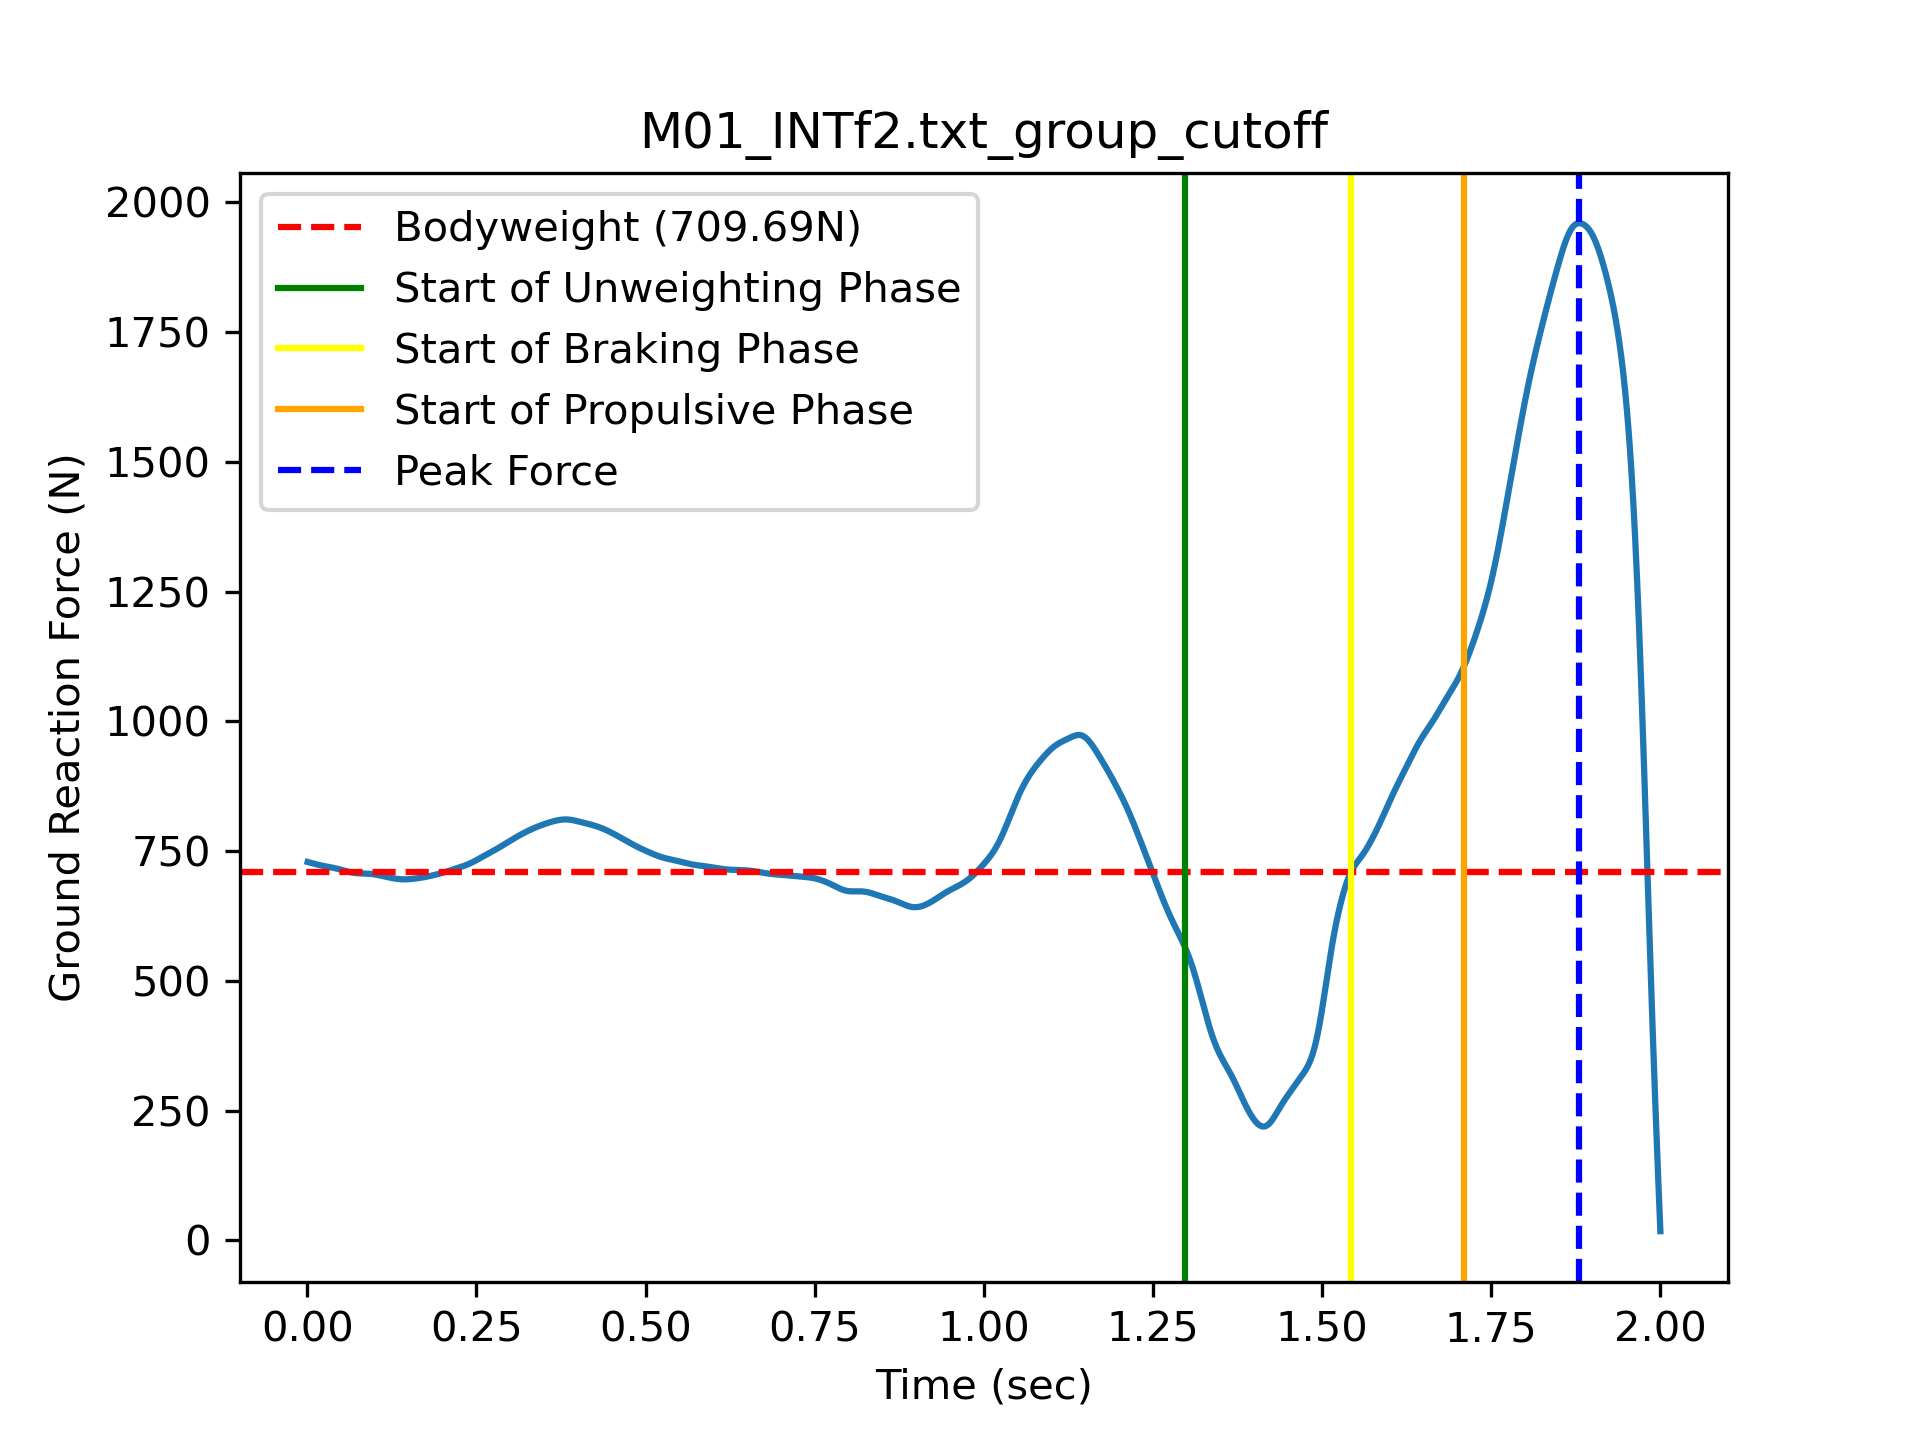 M01_INTf2.txt_group_cutoff
2000
1750
1500
1250
1000
750
500
250
0
Ground Reaction Force (N)
Bodyweight (709.69N)
Start of Unweighting Phase
Start of Braking Phase
Start of Propulsive Phase
Peak Force
0.00 0.25 0.50 0.75 1.00 1.25 1.50 1.75 2.00
Time (sec)